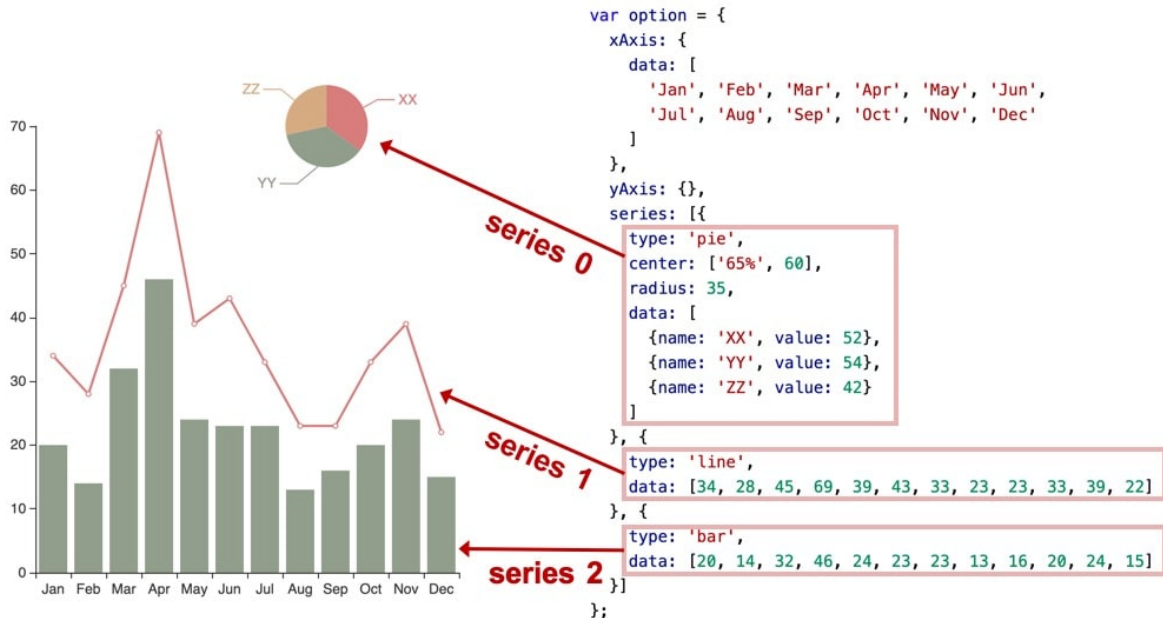 ZZ
XX
YY
70
60
50
40
30
20
10
0
Jan Feb Mar Apr May Jun Jul Aug Sep Oct Nov Dec
series 0
series 1
series 2
var option = {
  xAxis: {
    data: [
      'Jan', 'Feb', 'Mar', 'Apr', 'May', 'Jun',
      'Jul', 'Aug', 'Sep', 'Oct', 'Nov', 'Dec'
    ]
  },
  yAxis: {},
  series: [{
    type: 'pie',
    center: ['65%', 60],
    radius: 35,
    data: [
      {name: 'XX', value: 52},
      {name: 'YY', value: 54},
      {name: 'ZZ', value: 42}
    ]
  }, {
    type: 'line',
    data: [34, 28, 45, 69, 39, 43, 33, 23, 23, 33, 39, 22]
  }, {
    type: 'bar',
    data: [20, 14, 32, 46, 24, 23, 23, 13, 16, 20, 24, 15]
  }]
};